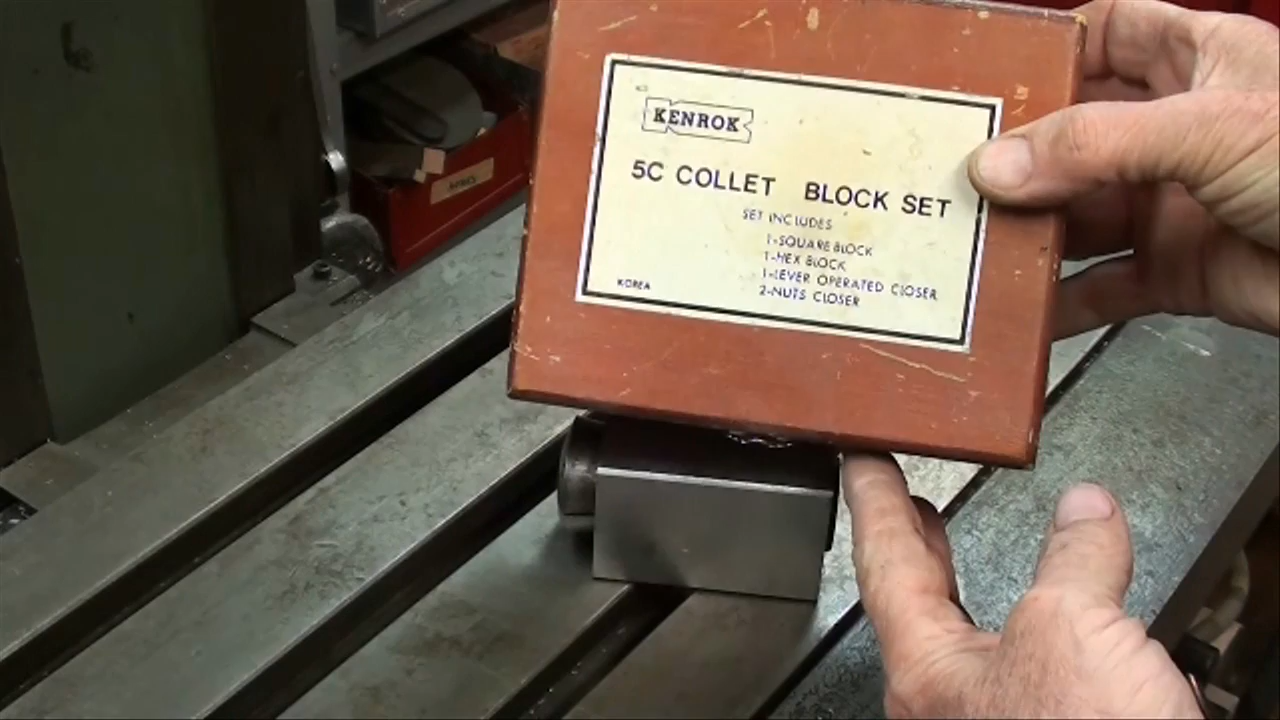 KENROK
5C COLLET BLOCK SET
SET INCLUDES
1-SQUARE BLOCK
1-HEX BLOCK
1-LEVER OPERATED CLOSER
2-NUTS CLOSER
KOREA